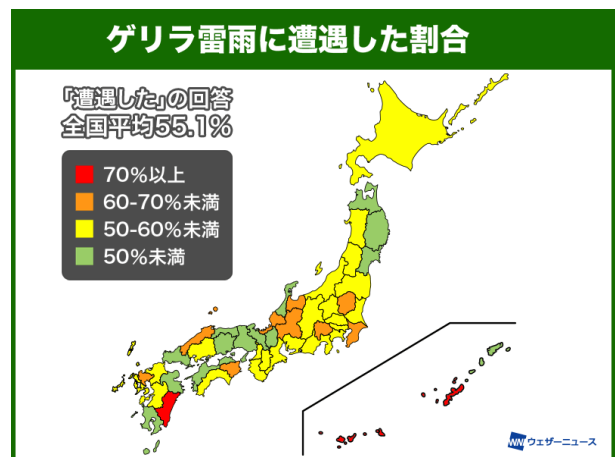 ゲリラ雷雨に遭遇した割合
「遭遇した」の回答
全国平均55.1%
70%以上
60-70%未満
50-60%未満
50%未満
WN ウェザーニュース